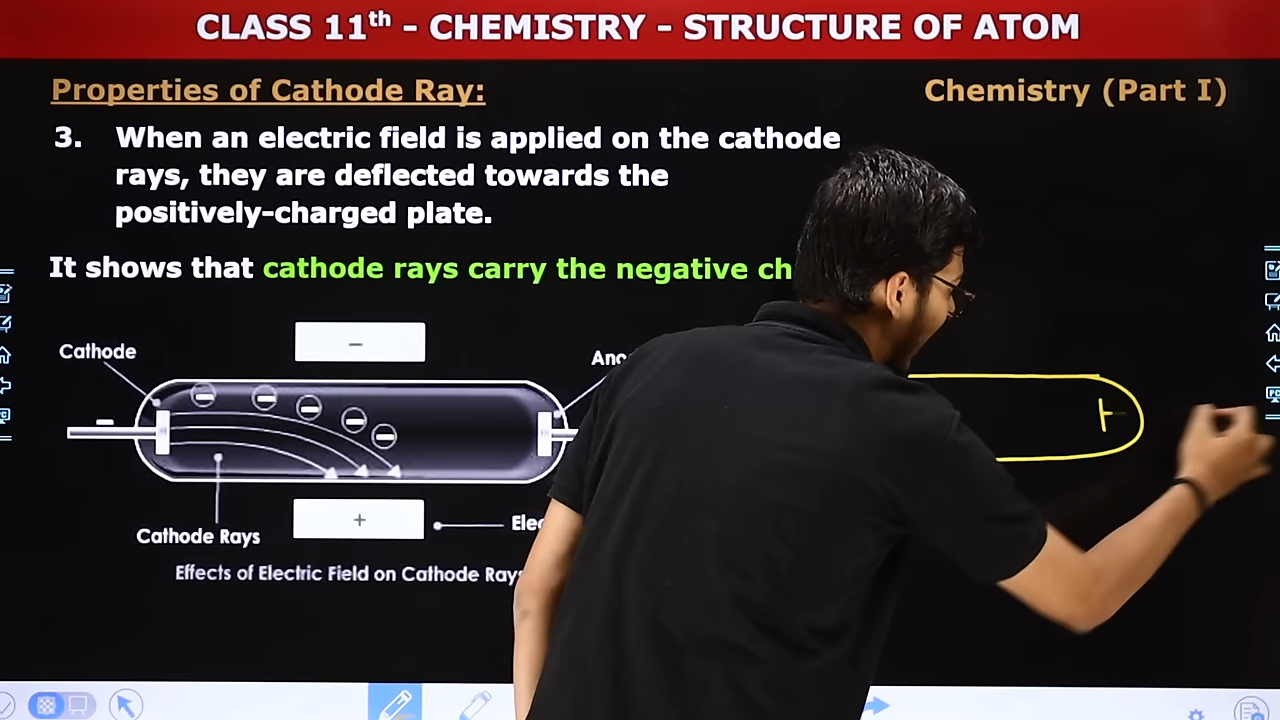 CLASS 11th - CHEMISTRY - STRUCTURE OF ATOM
Properties of Cathode Ray:
Chemistry (Part I)
3. When an electric field is applied on the cathode
rays, they are deflected towards the
positively-charged plate.
It shows that cathode rays carry the negative ch
Cathode
−
Ano
+
Elec
Cathode Rays
Effects of Electric Field on Cathode Rays